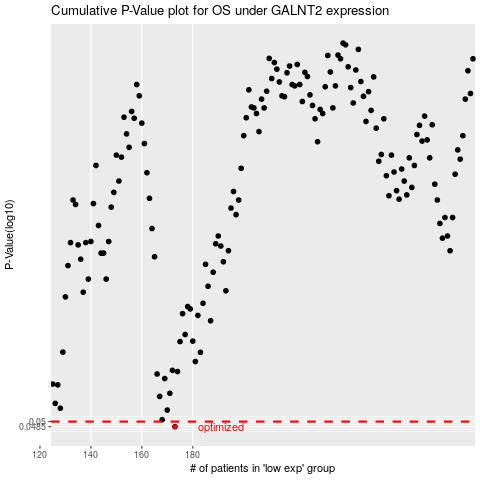 Cumulative P-Value plot for OS under GALNT2 expression
P-Value(log10)
0.05
0.0485
optimized
120 140 160 180
# of patients in 'low exp' group